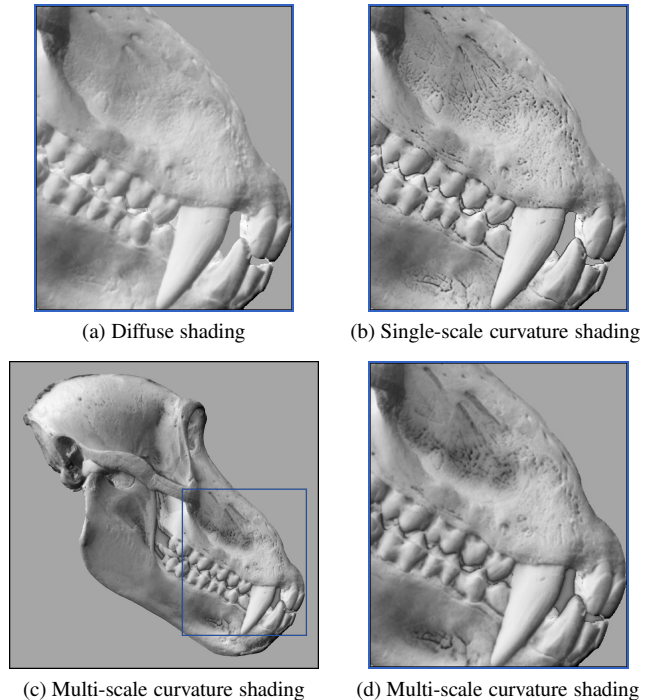 (a) Diffuse shading
(b) Single-scale curvature shading
(c) Multi-scale curvature shading
(d) Multi-scale curvature shading